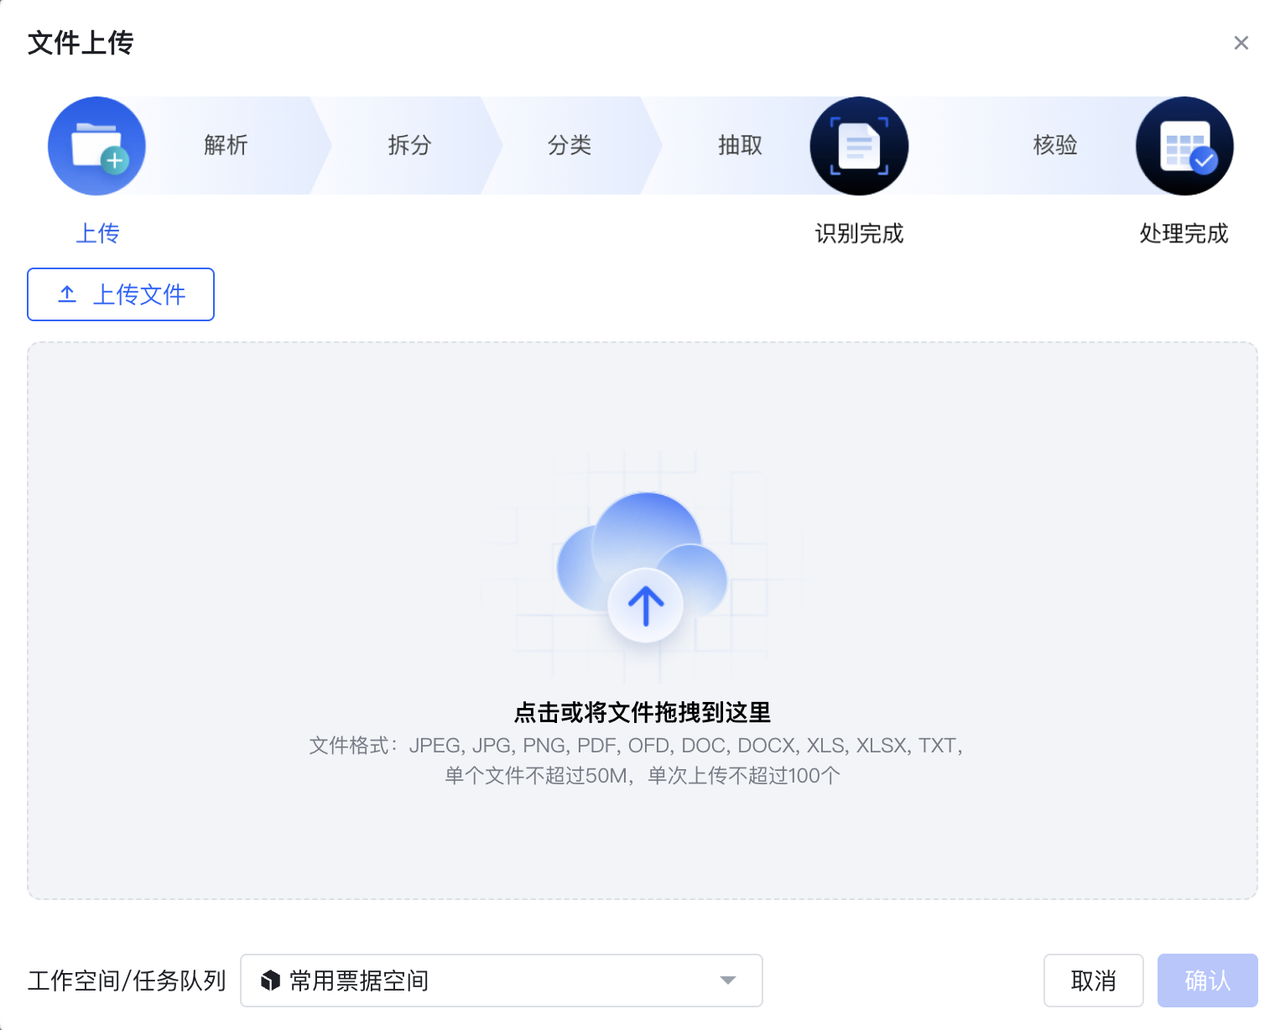 文件上传
解析
拆分
分类
抽取
核验
上传
识别完成
处理完成
上传文件
点击或将文件拖拽到这里
文件格式：JPEG, JPG, PNG, PDF, OFD, DOC, DOCX, XLS, XLSX, TXT,
单个文件不超过50M，单次上传不超过100个
工作空间/任务队列
常用票据空间
取消
确认